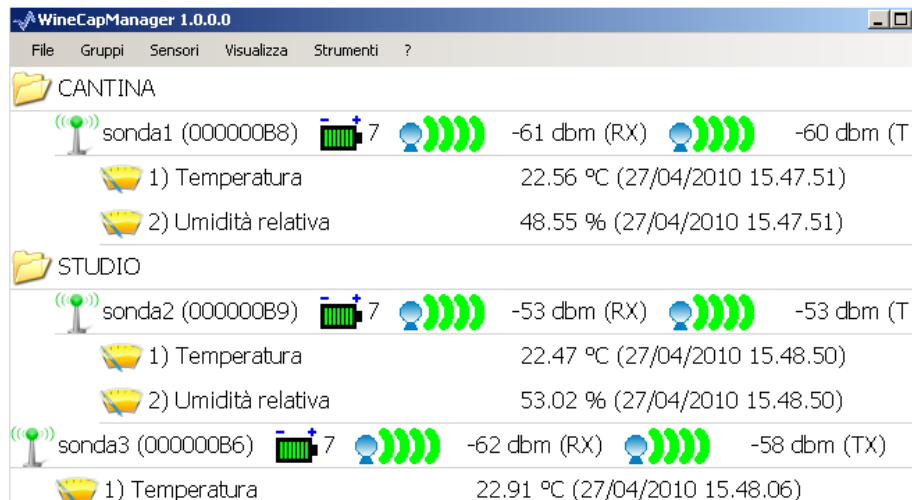 WineCapManager 1.0.0.0
File Gruppi Sensori Visualizza Strumenti ?
CANTINA
sonda1 (000000B8) 7 -61 dbm (RX) -60 dbm (T
1) Temperatura 22.56 ºC (27/04/2010 15.47.51)
2) Umidità relativa 48.55 % (27/04/2010 15.47.51)
STUDIO
sonda2 (000000B9) 7 -53 dbm (RX) -53 dbm (T
1) Temperatura 22.47 ºC (27/04/2010 15.48.50)
2) Umidità relativa 53.02 % (27/04/2010 15.48.50)
sonda3 (000000B6) 7 -62 dbm (RX) -58 dbm (TX)
1) Temperatura 22.91 ºC (27/04/2010 15.48.06)